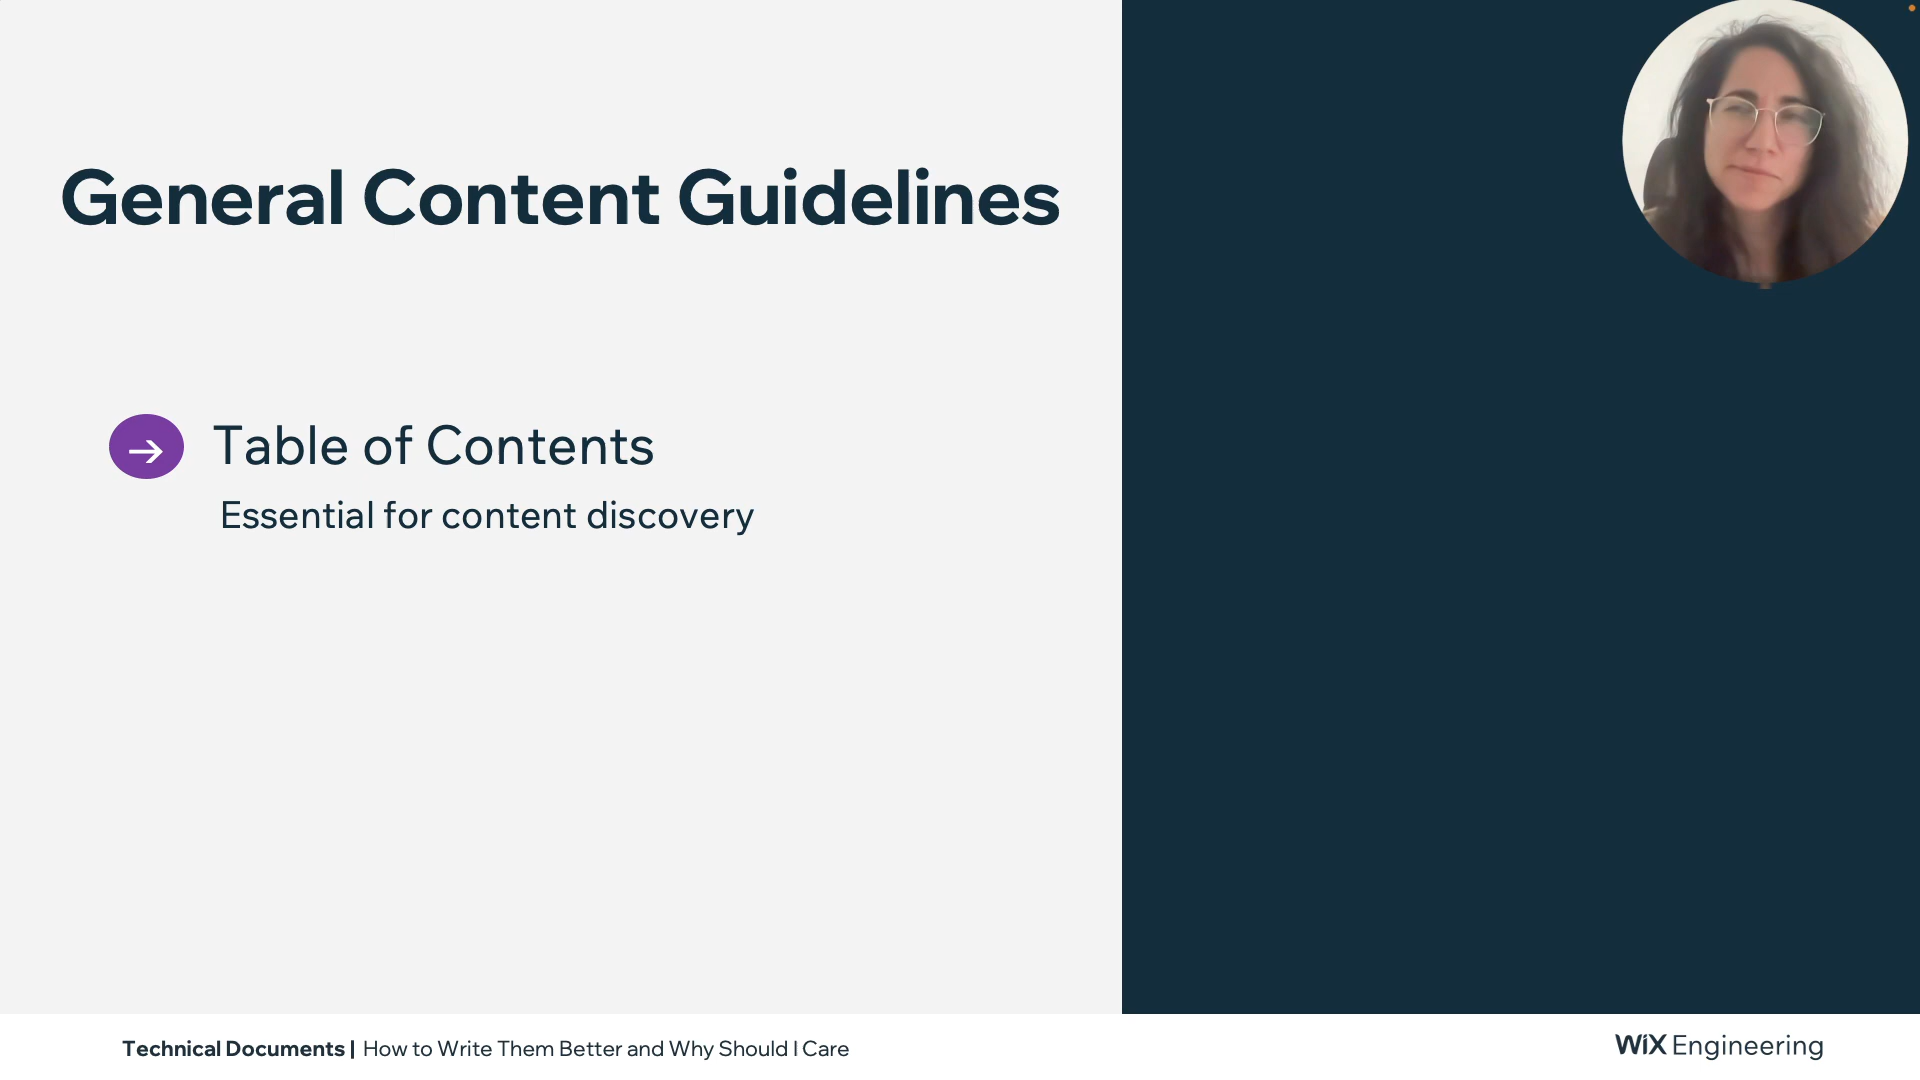 General Content Guidelines
Table of Contents
Essential for content discovery
Technical Documents | How to Write Them Better and Why Should I Care
WiX Engineering